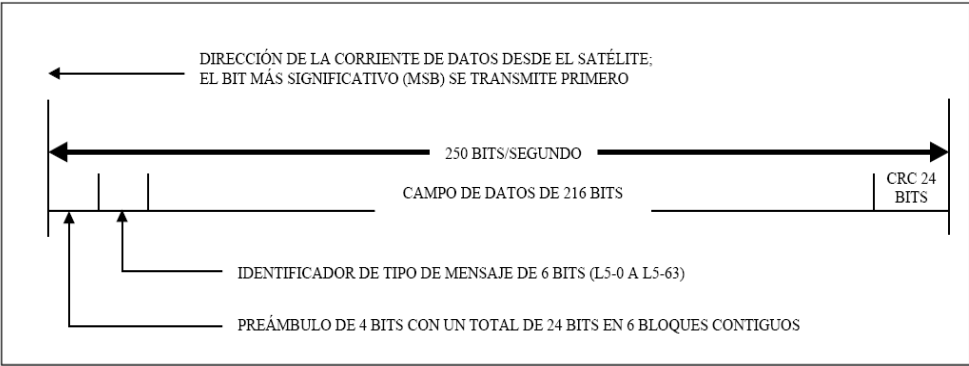 DIRECCIÓN DE LA CORRIENTE DE DATOS DESDE EL SATÉLITE;
EL BIT MÁS SIGNIFICATIVO (MSB) SE TRANSMITE PRIMERO
250 BITS/SEGUNDO
CAMPO DE DATOS DE 216 BITS
CRC 24
BITS
IDENTIFICADOR DE TIPO DE MENSAJE DE 6 BITS (L5-0 A L5-63)
PREÁMBULO DE 4 BITS CON UN TOTAL DE 24 BITS EN 6 BLOQUES CONTIGUOS